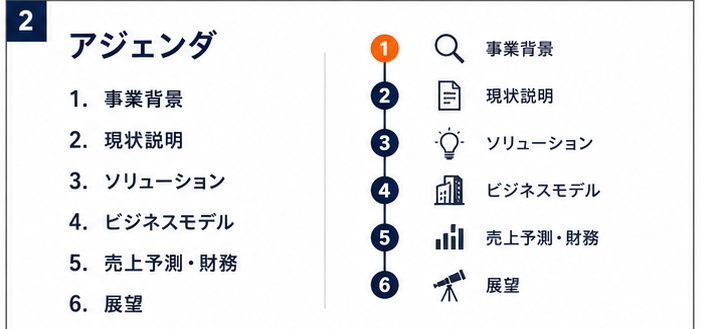 2
アジェンダ
1. 事業背景
2. 現状説明
3. ソリューション
4. ビジネスモデル
5. 売上予測・財務
6. 展望
1 事業背景
2 現状説明
3 ソリューション
4 ビジネスモデル
5 売上予測・財務
6 展望